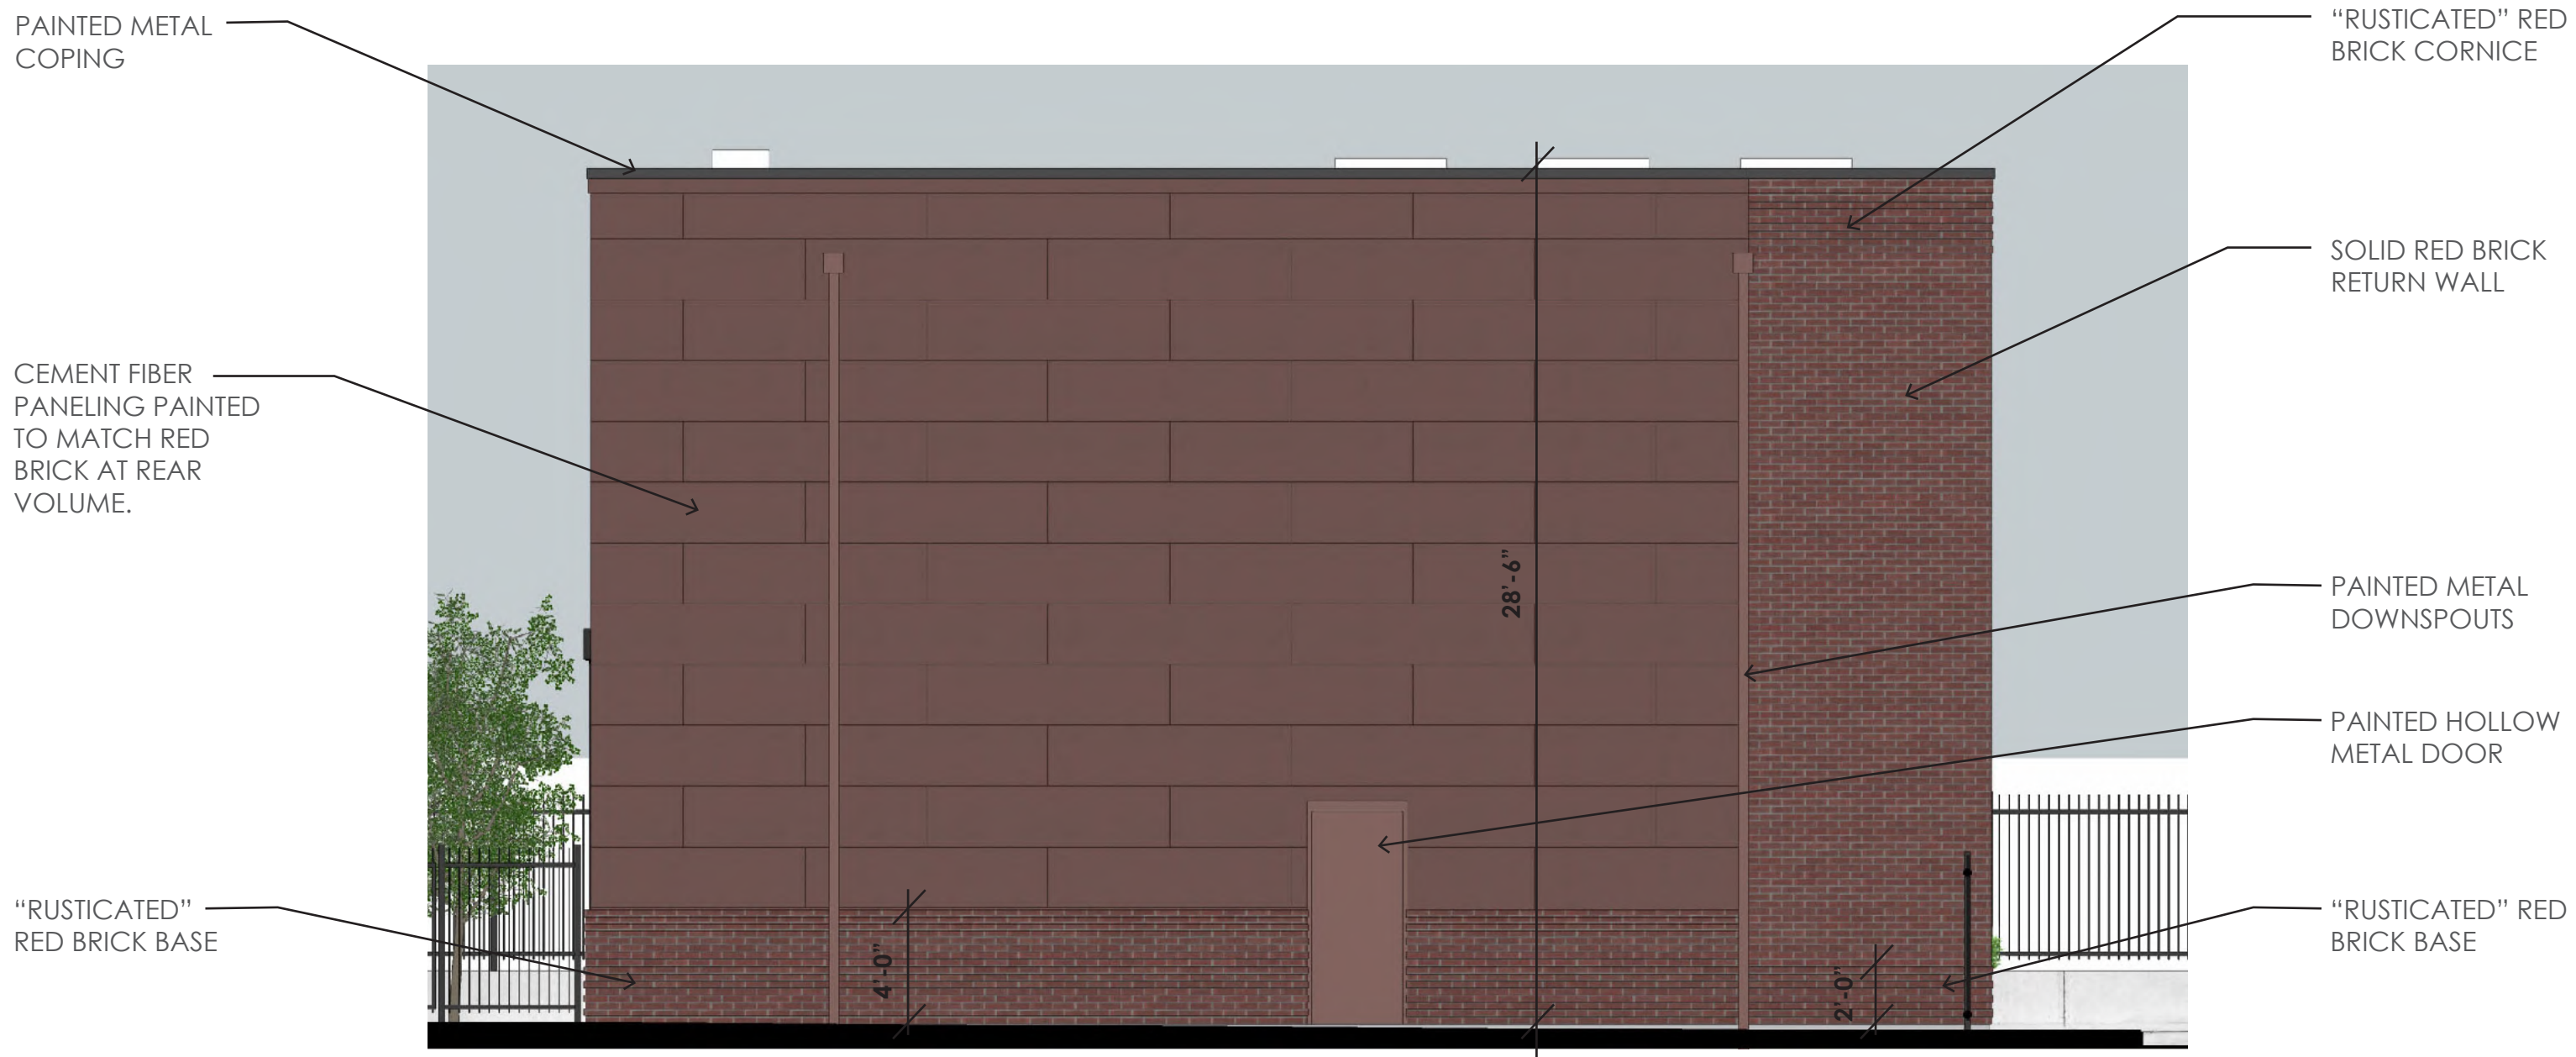 PAINTED METAL
COPING
CEMENT FIBER
PANELING PAINTED
TO MATCH RED
BRICK AT REAR
VOLUME.
“RUSTICATED”
RED BRICK BASE
4'-0”
28'-6”
2'-0”
“RUSTICATED” RED
BRICK CORNICE
SOLID RED BRICK
RETURN WALL
PAINTED METAL
DOWNSPOUTS
PAINTED HOLLOW
METAL DOOR
“RUSTICATED” RED
BRICK BASE